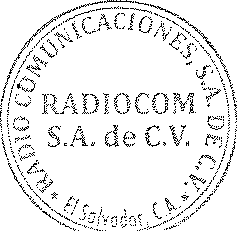 RADIO COMUNICACIONES, S.A. DE C.V.
RADIOCOM
S.A. de C.V.
* El Salvador, C.A. *